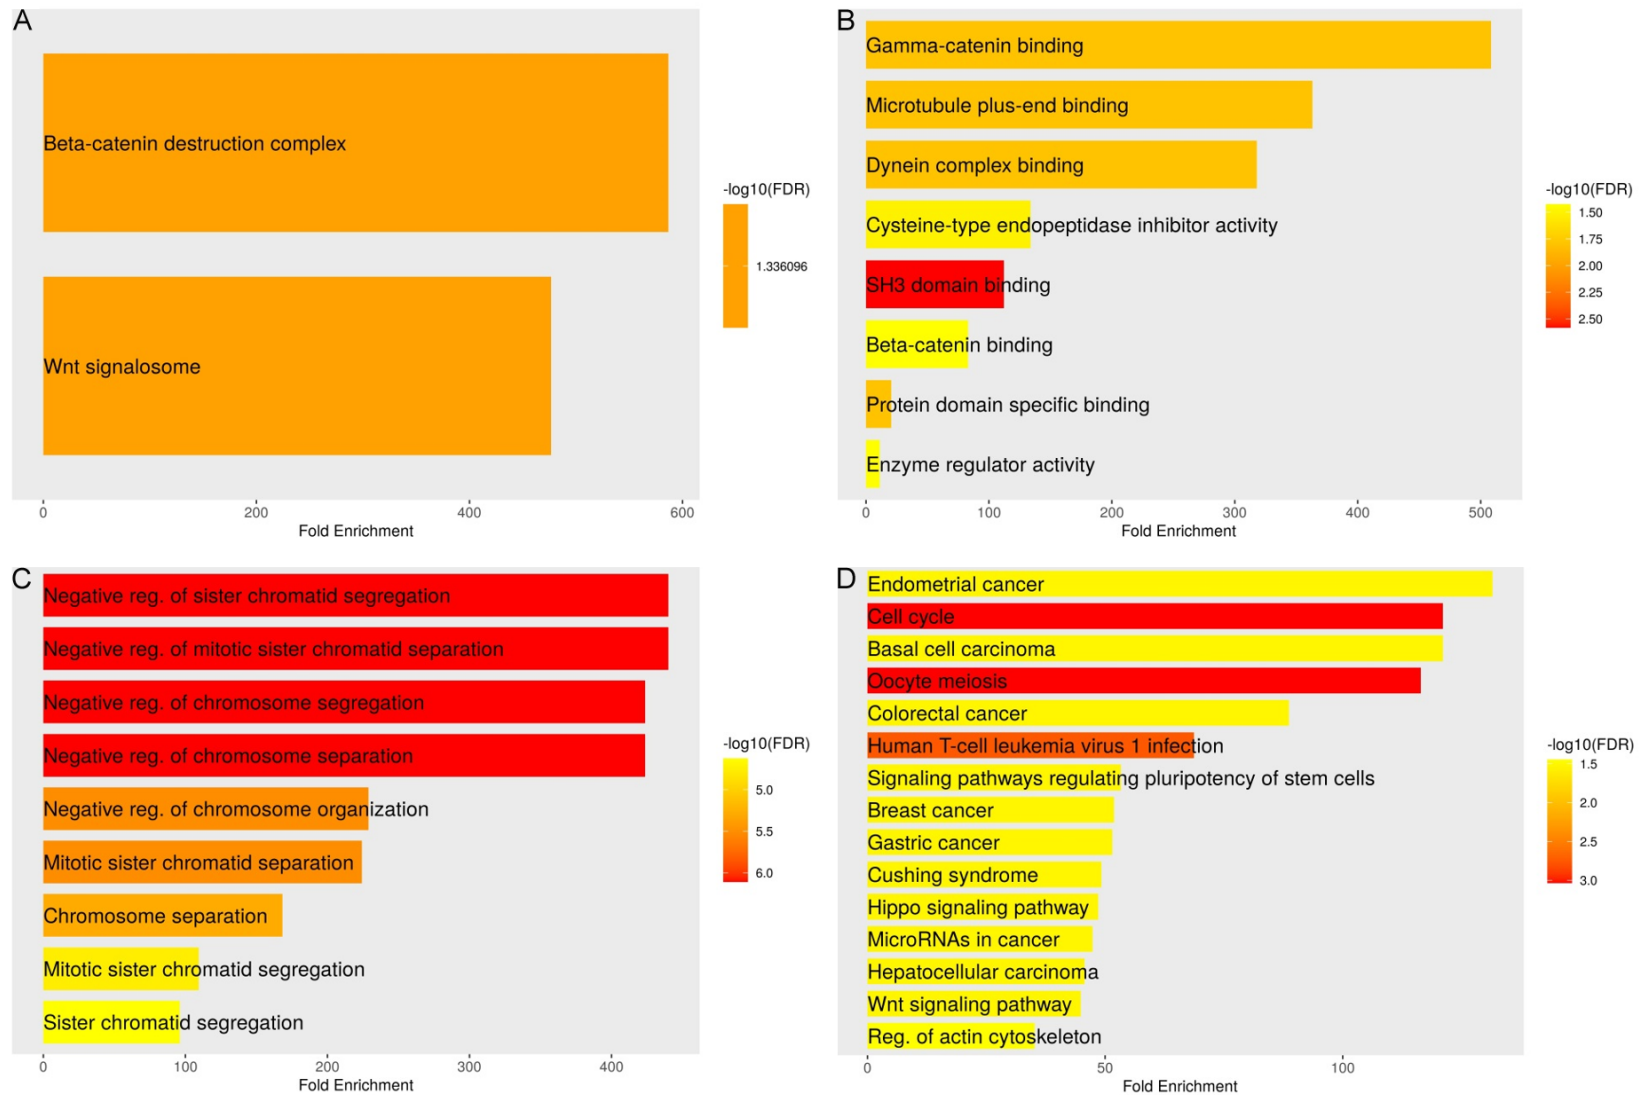 A
Beta-catenin destruction complex
Wnt signalosome
0 200 400 600
Fold Enrichment
-log10(FDR)
1.336096
B
Gamma-catenin binding
Microtubule plus-end binding
Dynein complex binding
Cysteine-type endopeptidase inhibitor activity
SH3 domain binding
Beta-catenin binding
Protein domain specific binding
Enzyme regulator activity
0 100 200 300 400 500
Fold Enrichment
-log10(FDR)
1.50
1.75
2.00
2.25
2.50
C
Negative reg. of sister chromatid segregation
Negative reg. of mitotic sister chromatid separation
Negative reg. of chromosome segregation
Negative reg. of chromosome separation
Negative reg. of chromosome organization
Mitotic sister chromatid separation
Chromosome separation
Mitotic sister chromatid segregation
Sister chromatid segregation
0 100 200 300 400
Fold Enrichment
-log10(FDR)
5.0
5.5
6.0
D
Endometrial cancer
Cell cycle
Basal cell carcinoma
Oocyte meiosis
Colorectal cancer
Human T-cell leukemia virus 1 infection
Signaling pathways regulating pluripotency of stem cells
Breast cancer
Gastric cancer
Cushing syndrome
Hippo signaling pathway
MicroRNAs in cancer
Hepatocellular carcinoma
Wnt signaling pathway
Reg. of actin cytoskeleton
0 50 100
Fold Enrichment
-log10(FDR)
1.5
2.0
2.5
3.0